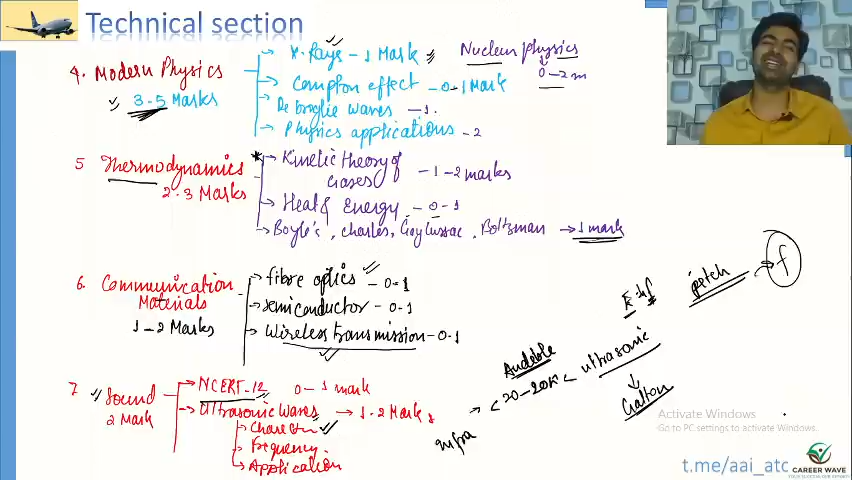 Technical section
4. Modern Physics
3-5 Marks
X-Rays - 1 Mark
Compton effect - 0-1 Mark
De broglie waves - 1.
Physics applications - 2
Nuclear physics
0-2 m
5 Thermodynamics
2-3 Marks
Kinetic theory of Gases - 1-2 marks
Heat & Energy - 0-1
Boyle's, charles, Gay lussac, Boltzman → 1 mark
6. Communication Materials
1-2 Marks
fibre optics - 0-1
semiconductor - 0-1
Wireless transmission - 0-1
7 Sound
2 Mark
NCERT-12 0-1 mark
Ultrasonic waves → 1-2 Marks
Frequency
Application
pitch → f
Audeble
infra → < 20-20K < ultrasonic
↓
Galton
Activate Windows
Go to PC settings to activate Windows.
t.me/aai_atc
CAREER WAVE